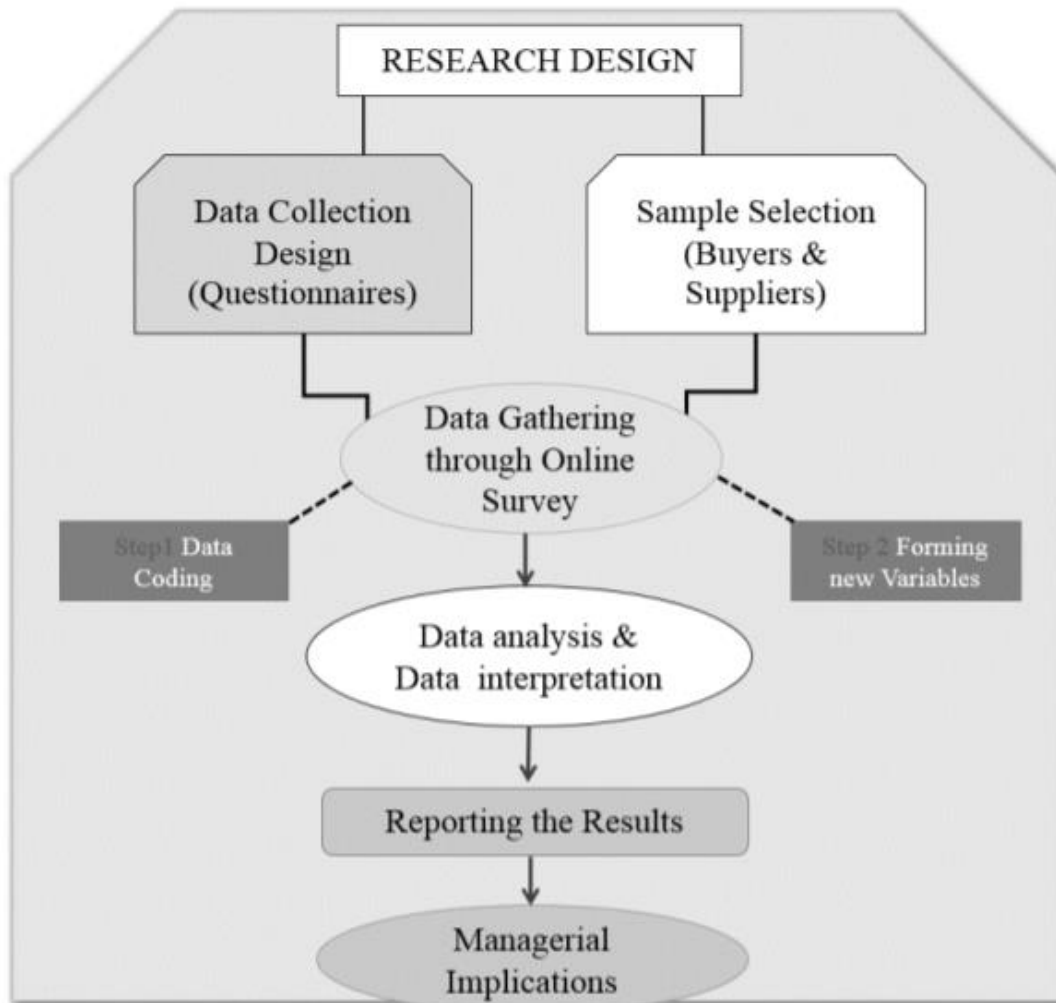 RESEARCH DESIGN
Data Collection
Design
(Questionnaires)
Sample Selection
(Buyers &
Suppliers)
Data Gathering
through Online
Survey
Step1 Data
Coding
Step 2 Forming
new Variables
Data analysis &
Data interpretation
Reporting the Results
Managerial
Implications